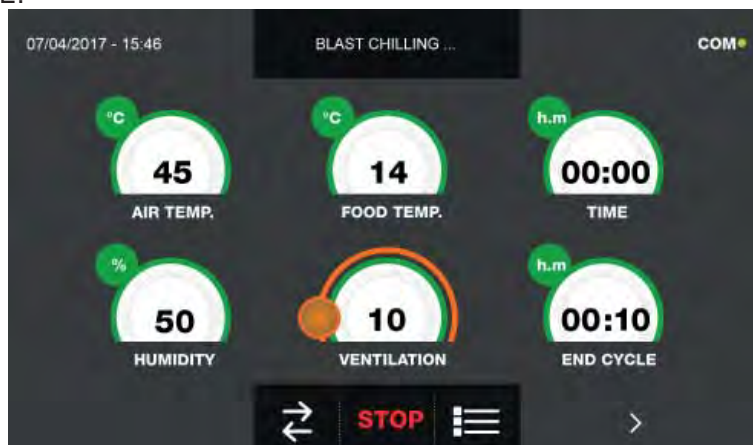 07/04/2017 - 15:46
BLAST CHILLING ...
COM
°C
45
AIR TEMP.
°C
14
FOOD TEMP.
h.m
00:00
TIME
%
50
HUMIDITY
10
VENTILATION
h.m
00:10
END CYCLE
STOP